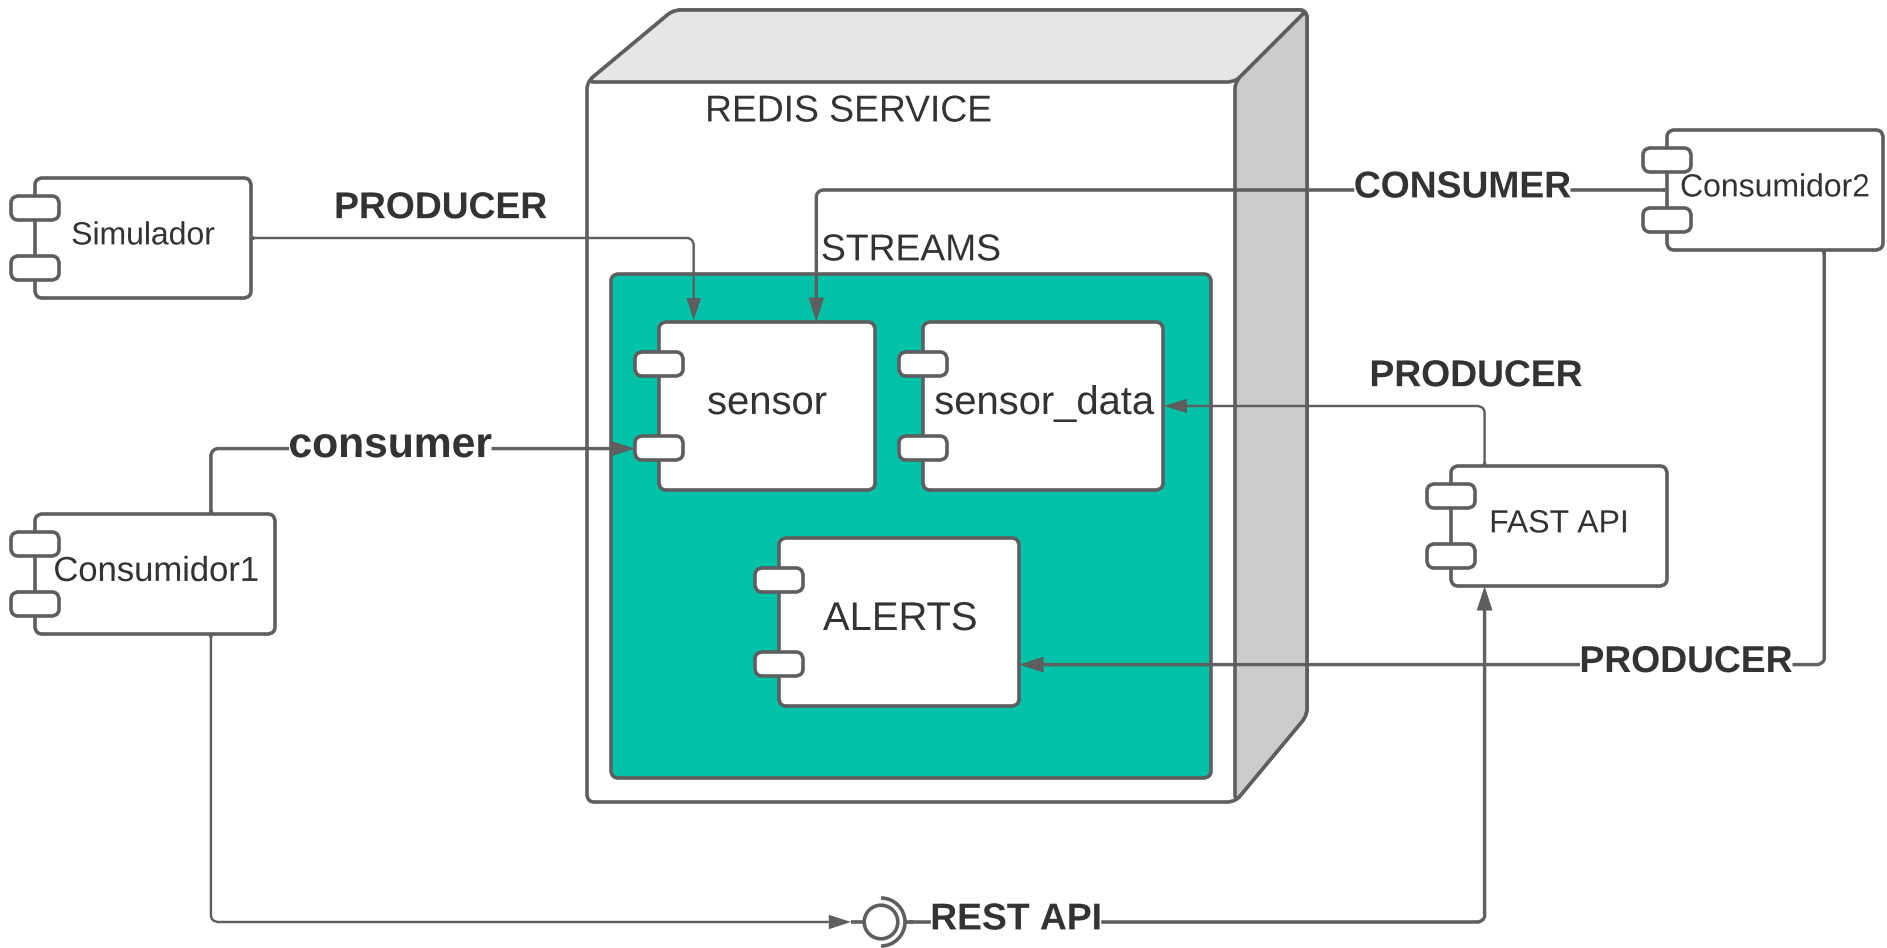 REDIS SERVICE
CONSUMER
Consumidor2
PRODUCER
Simulador
STREAMS
PRODUCER
sensor
sensor_data
consumer
FAST API
Consumidor1
ALERTS
PRODUCER
REST API